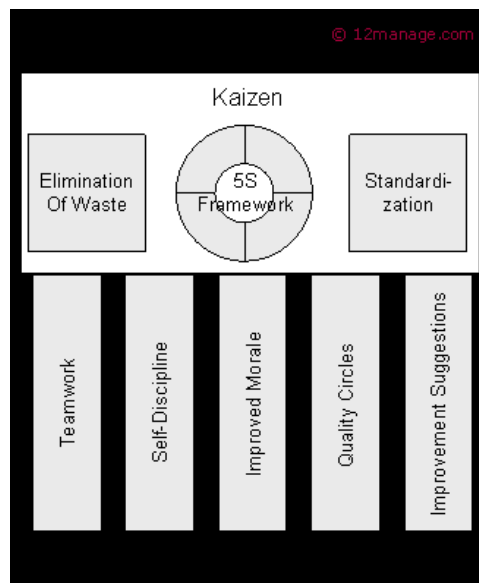 © 12manage.com
Kaizen
Elimination
Of Waste
5S
Framework
Standardi-
zation
Teamwork
Self-Discipline
Improved Morale
Quality Circles
Improvement Suggestions